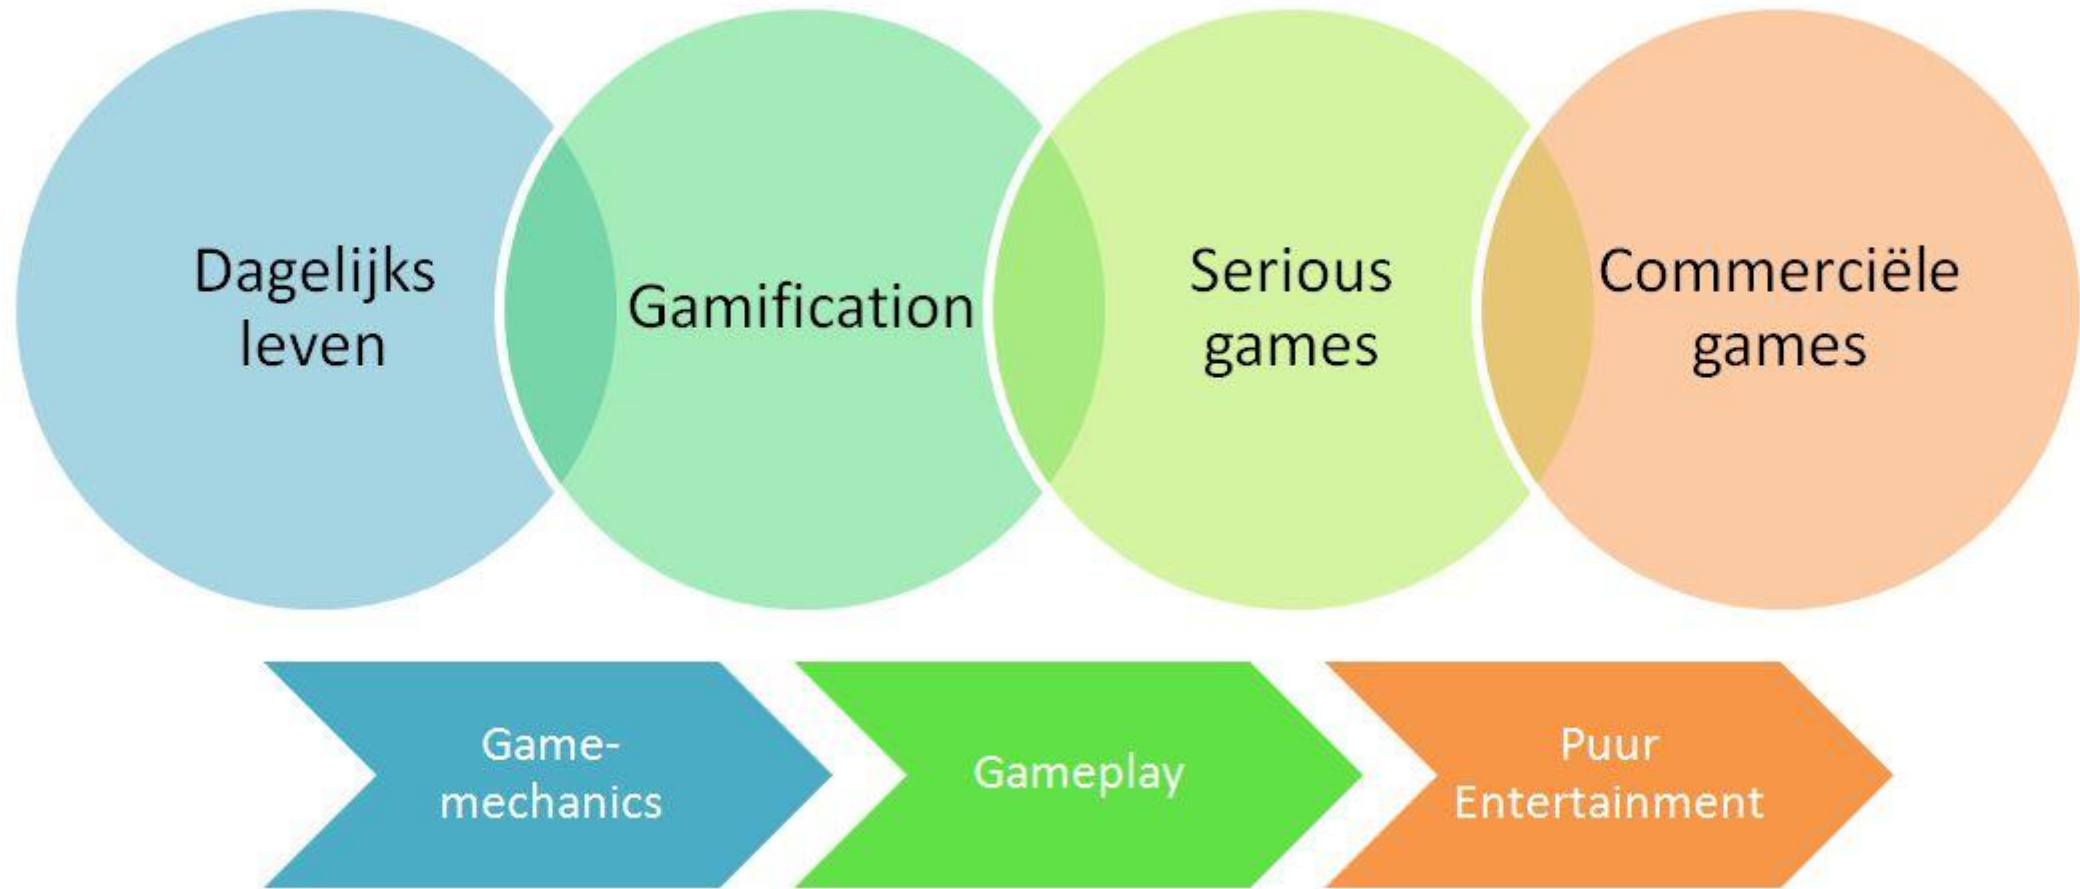 Dagelijks
leven
Gamification
Serious
games
Commerciële
games
Game-
mechanics
Gameplay
Puur
Entertainment